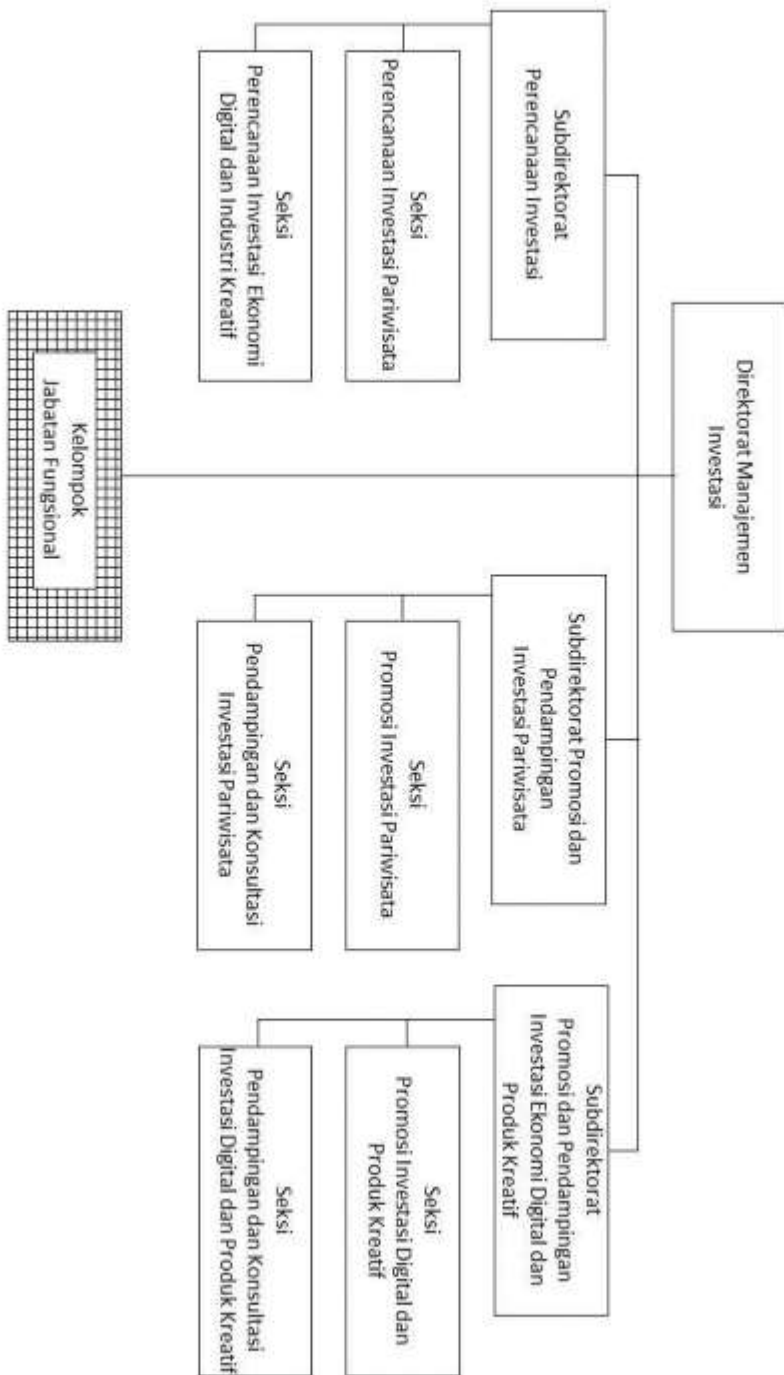 Direktorat Manajemen
Investasi
Subdirektorat
Perencanaan Investasi
Seksi
Perencanaan Investasi Pariwisata
Seksi
Perencanaan Investasi Ekonomi
Digital dan Industri Kreatif
Subdirektorat Promosi dan
Pendampingan
Investasi Pariwisata
Seksi
Promosi Investasi Pariwisata
Seksi
Pendampingan dan Konsultasi
Investasi Pariwisata
Subdirektorat
Promosi dan Pendampingan
Investasi Ekonomi Digital dan
Produk Kreatif
Seksi
Promosi Investasi Digital dan
Produk Kreatif
Seksi
Pendampingan dan Konsultasi
Investasi Digital dan Produk Kreatif
Kelompok
Jabatan Fungsional